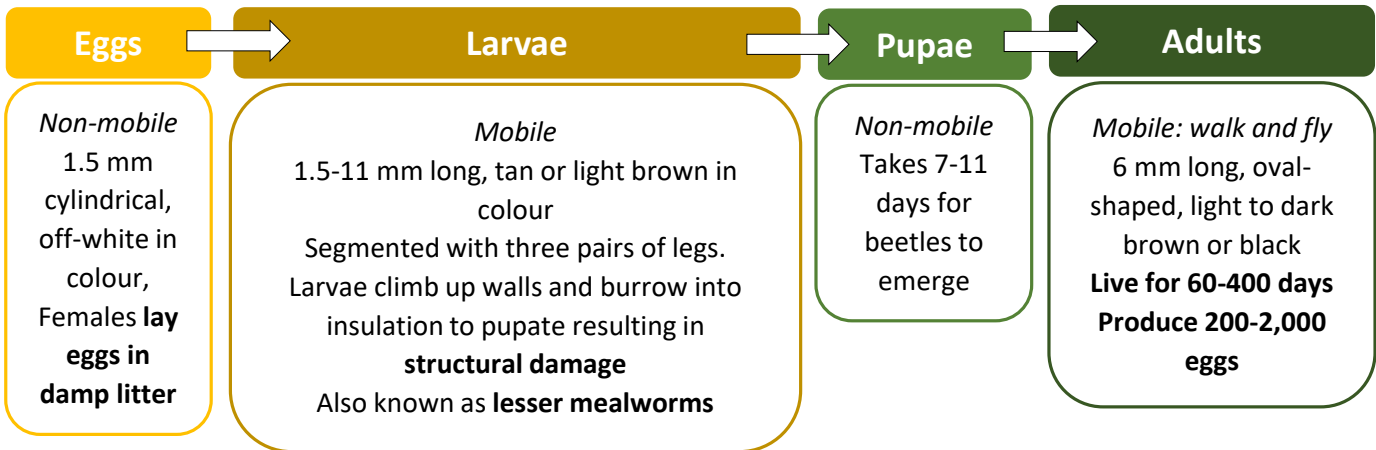 Eggs
Larvae
Pupae
Adults
Non-mobile
1.5 mm
cylindrical,
off-white in
colour,
Females lay
eggs in
damp litter
Mobile
1.5-11 mm long, tan or light brown in
colour
Segmented with three pairs of legs.
Larvae climb up walls and burrow into
insulation to pupate resulting in
structural damage
Also known as lesser mealworms
Non-mobile
Takes 7-11
days for
beetles to
emerge
Mobile: walk and fly
6 mm long, oval-
shaped, light to dark
brown or black
Live for 60-400 days
Produce 200-2,000
eggs